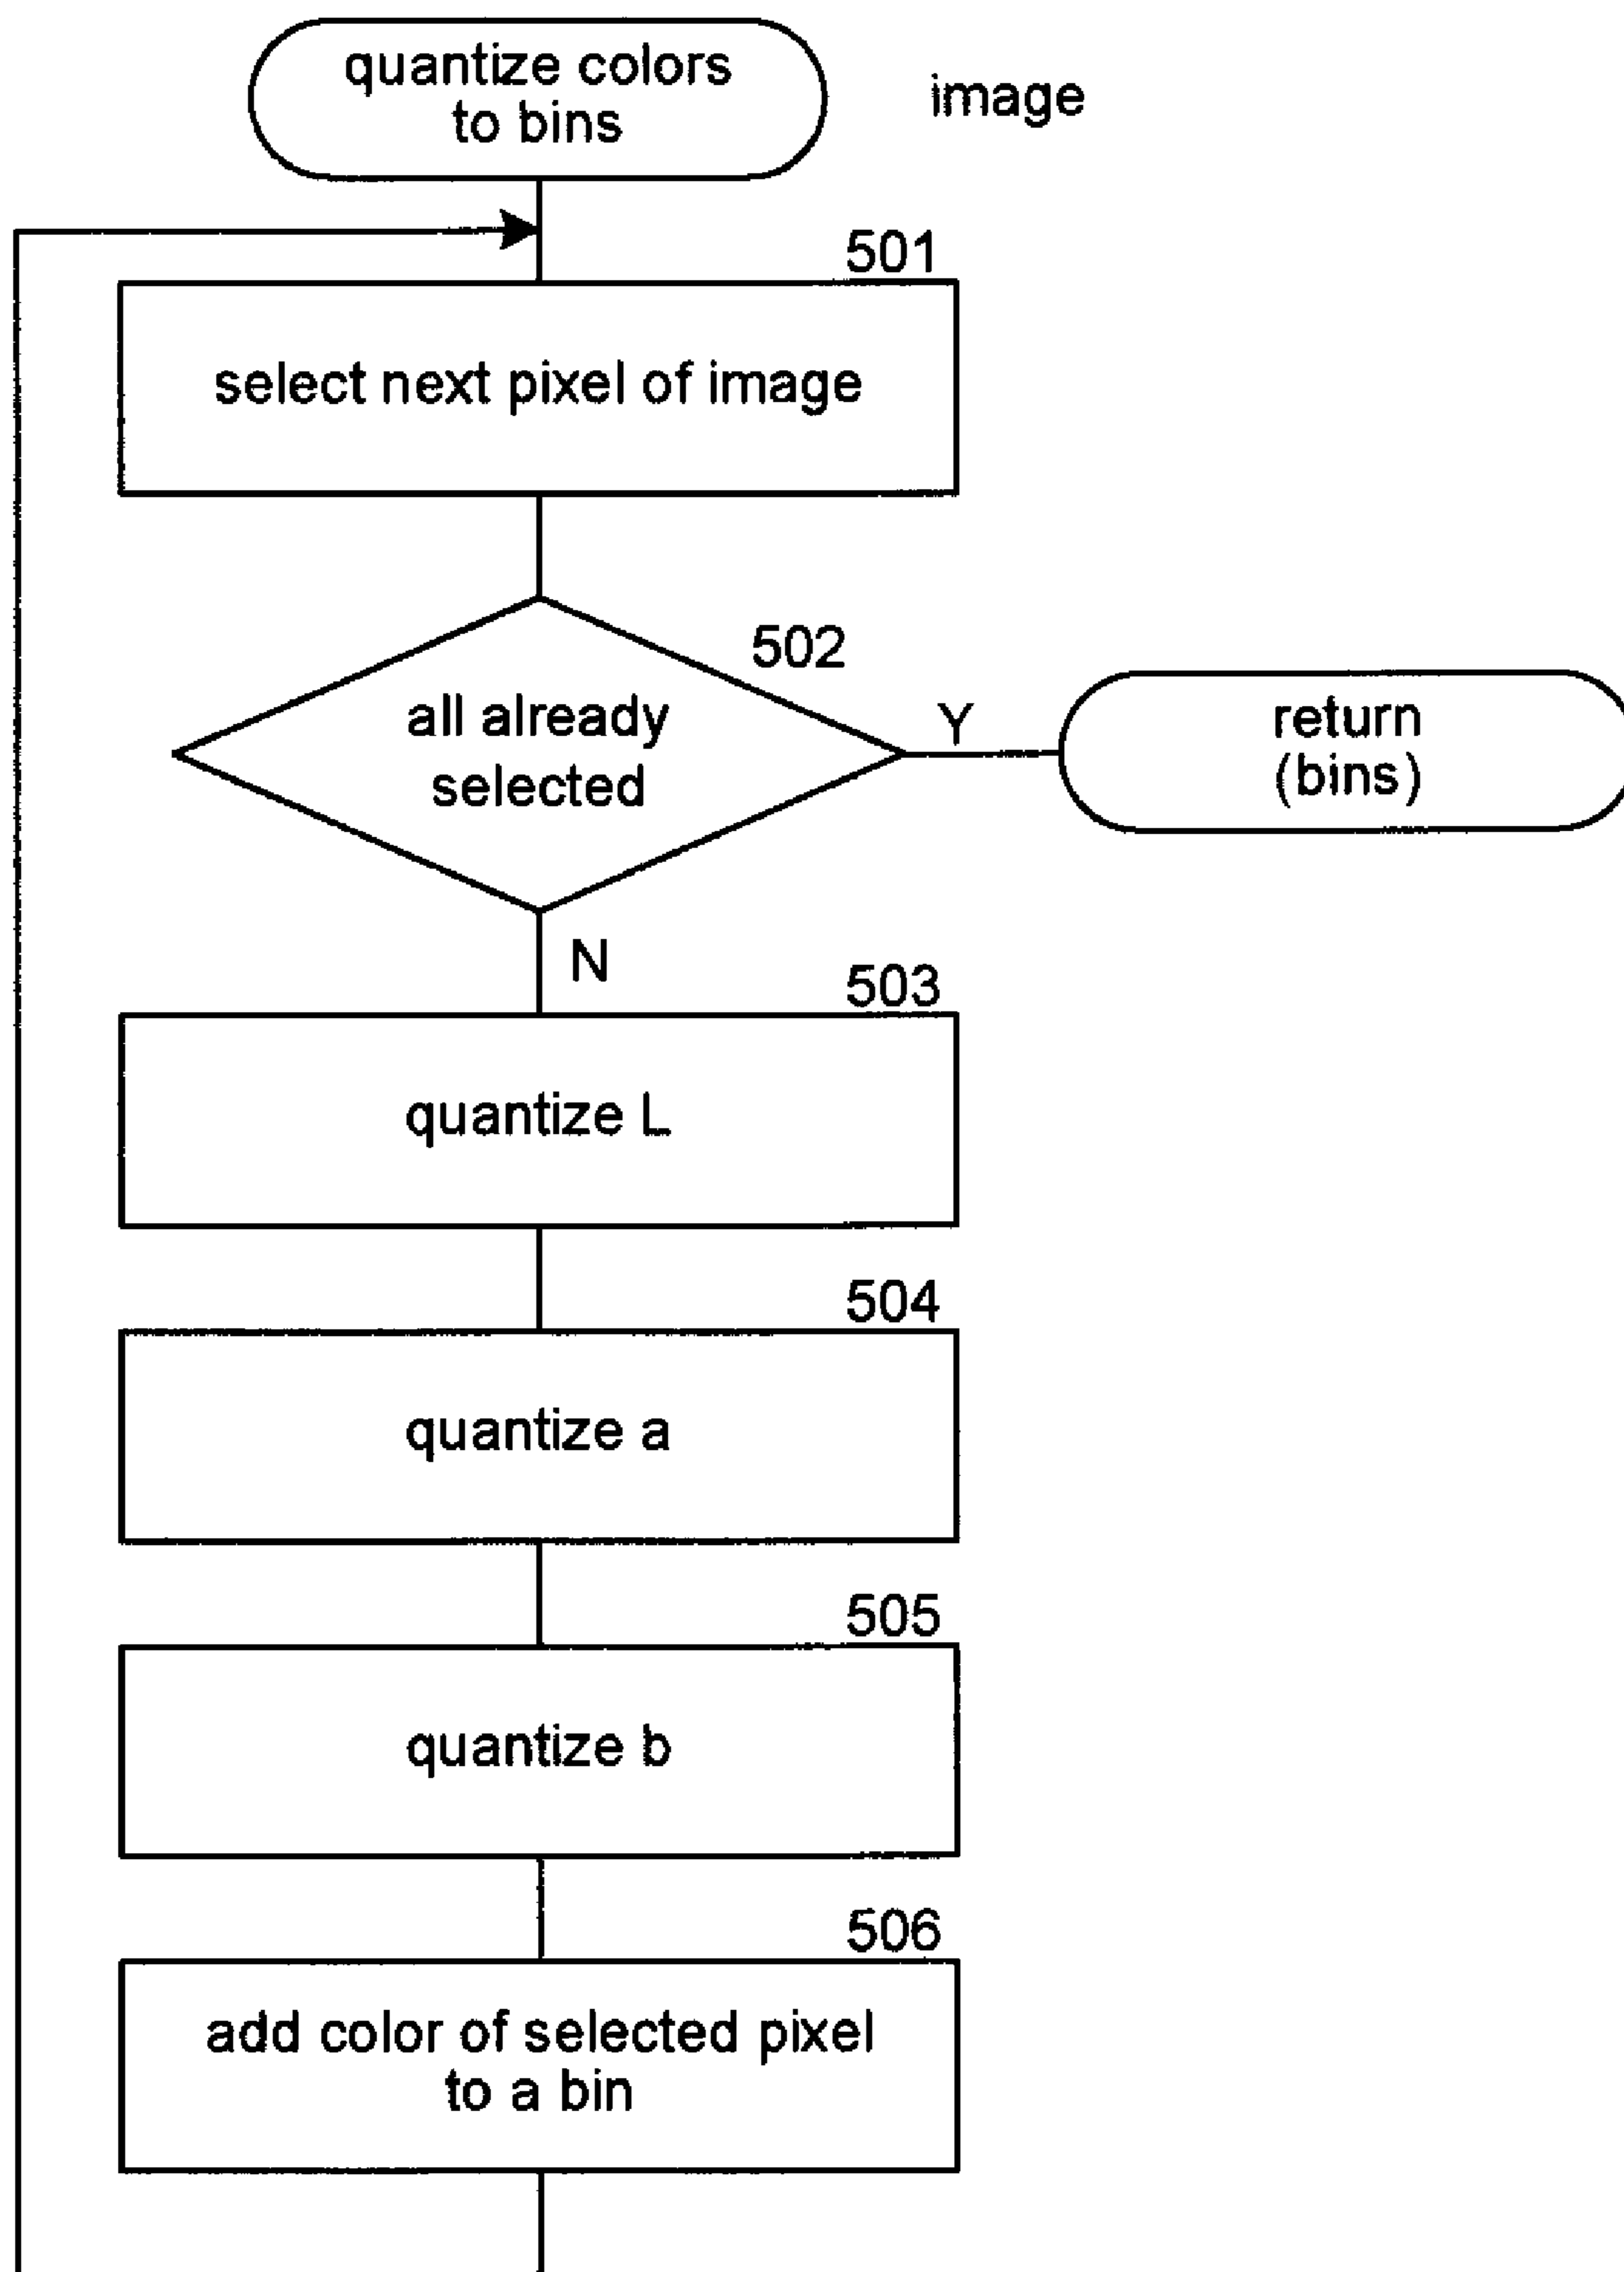 quantize colors
to bins
image
501
select next pixel of image
502
all already
selected
Y
return
(bins)
N
503
quantize L
504
quantize a
505
quantize b
506
add color of selected pixel
to a bin